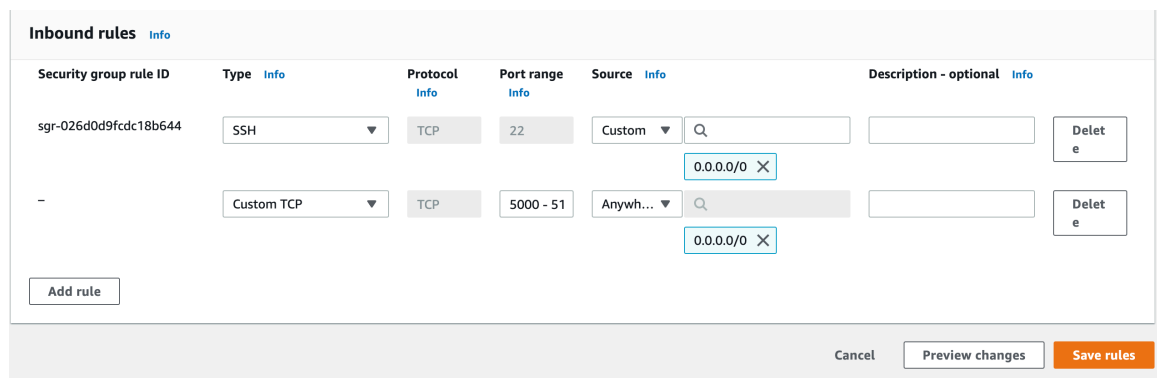 Inbound rules Info
Security group rule ID Type Info Protocol Info Port range Info Source Info Description - optional Info
sgr-026d0d9fcdc18b644 SSH TCP 22 Custom Delet
e
0.0.0.0/0
– Custom TCP TCP 5000 - 51 Anywh... Delet
e
0.0.0.0/0
Add rule
Cancel Preview changes Save rules